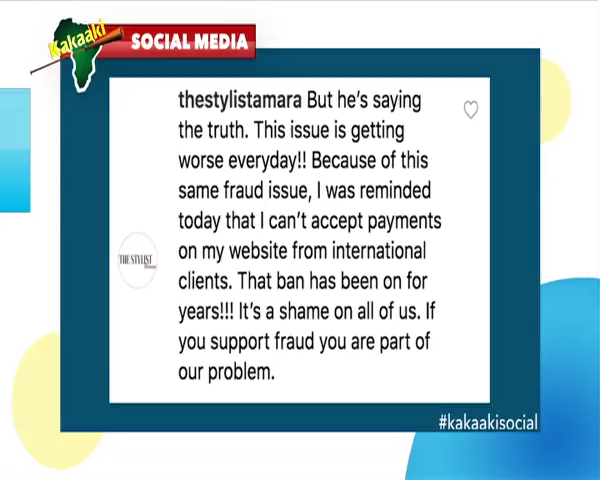 Kakaaki
SOCIAL MEDIA
thestylistamara But he's saying
the truth. This issue is getting
worse everyday!! Because of this
same fraud issue, I was reminded
today that I can't accept payments
on my website from international
clients. That ban has been on for
years!!! It's a shame on all of us. If
you support fraud you are part of
our problem.
THE STYLIST
#kakaakisocial